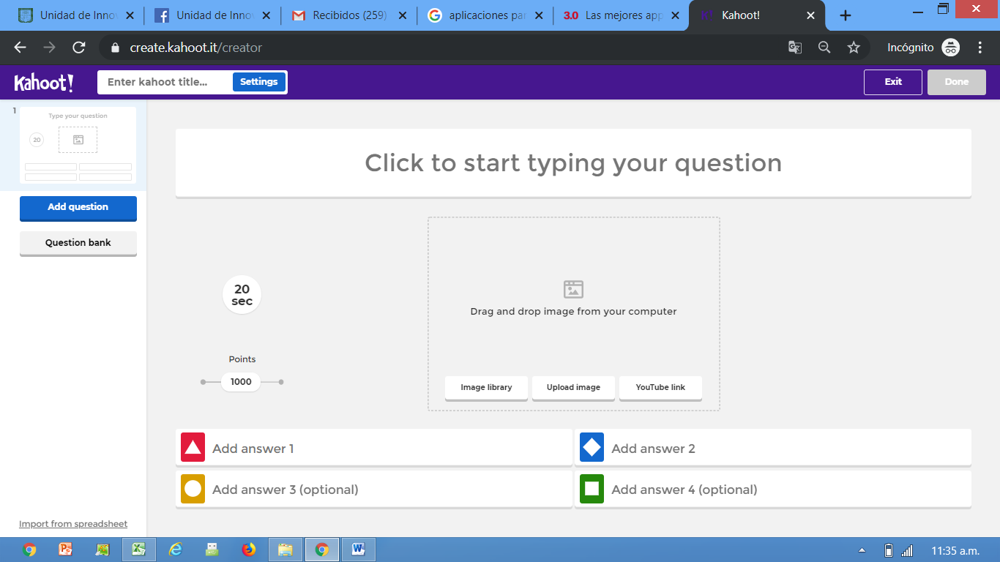 Unidad de Innov
Unidad de Innov
Recibidos (259)
aplicaciones par
3.0 Las mejores app
Kahoot!
create.kahoot.it/creator
Incógnito
Kahoot!
Enter kahoot title...
Settings
Exit
Done
1
Type your question
20
Add question
Question bank
Import from spreadsheet
Click to start typing your question
20
sec
Points
1000
Drag and drop image from your computer
Image library
Upload image
YouTube link
Add answer 1
Add answer 2
Add answer 3 (optional)
Add answer 4 (optional)
11:35 a.m.